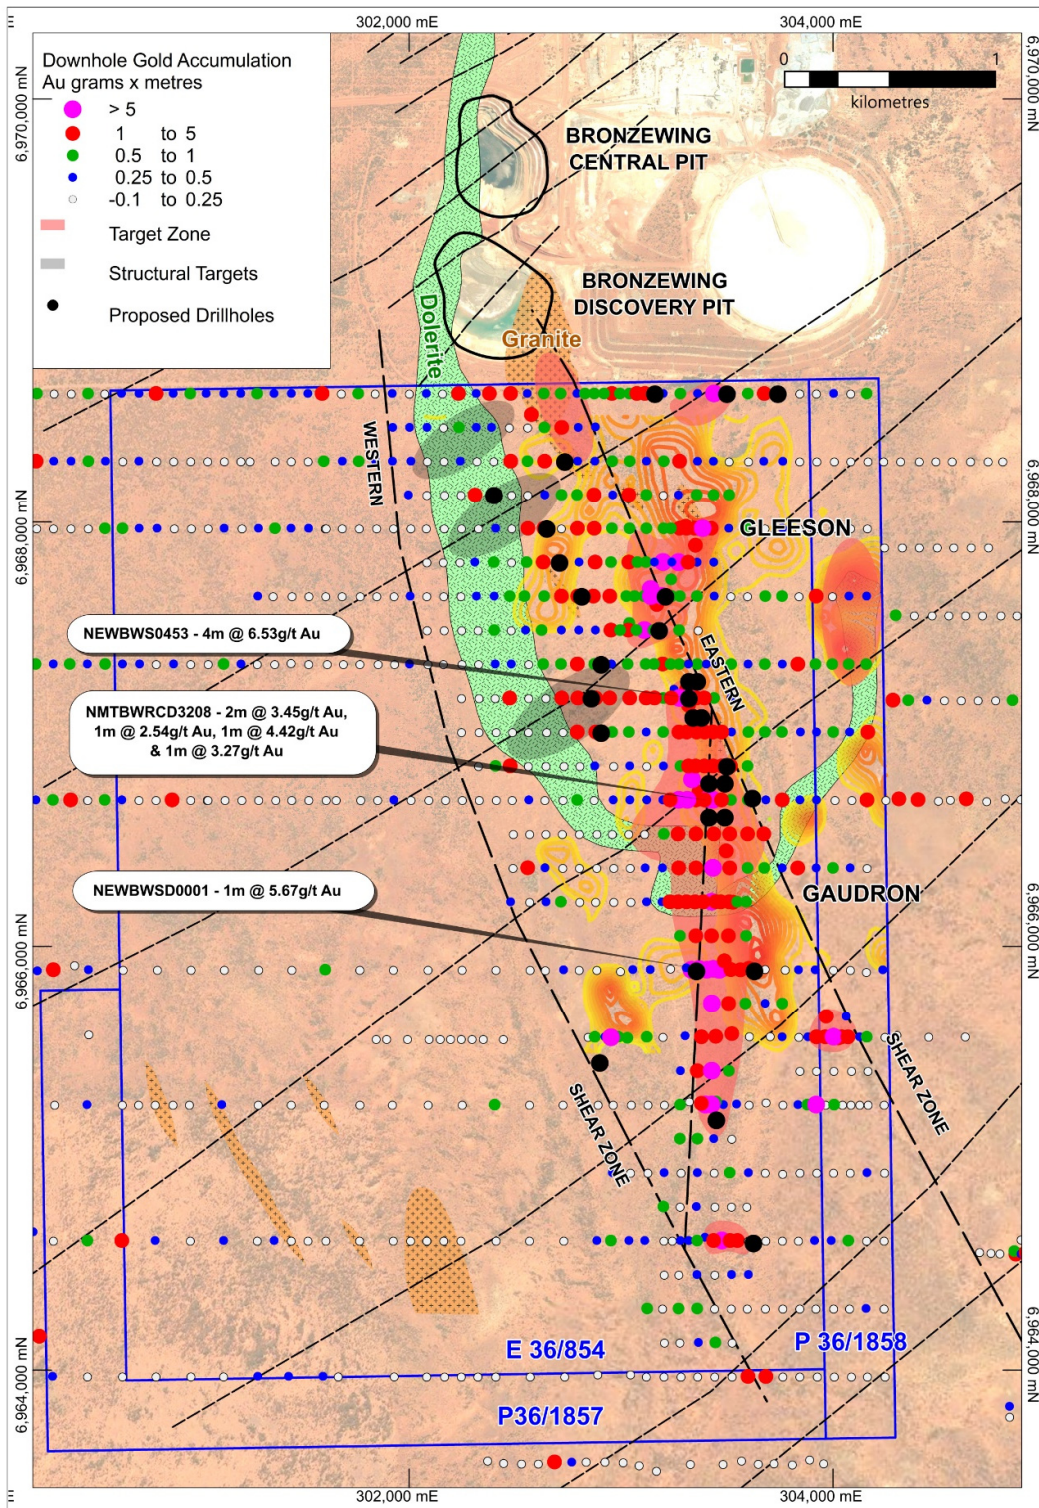 302,000 mE
304,000 mE
6,970,000 mN
6,970,000 mN
Downhole Gold Accumulation
Au grams x metres
> 5
1 to 5
0.5 to 1
0.25 to 0.5
-0.1 to 0.25
Target Zone
Structural Targets
Proposed Drillholes
0
1
kilometres
BRONZEWING
CENTRAL PIT
BRONZEWING
DISCOVERY PIT
Dolerite
Granite
WESTERN
6,968,000 mN
6,968,000 mN
GLEESON
NEWBWS0453 - 4m @ 6.53g/t Au
EASTERN
NMTBWRCD3208 - 2m @ 3.45g/t Au,
1m @ 2.54g/t Au, 1m @ 4.42g/t Au
& 1m @ 3.27g/t Au
NEWBWSD0001 - 1m @ 5.67g/t Au
GAUDRON
6,966,000 mN
6,966,000 mN
SHEAR ZONE
SHEAR ZONE
E 36/854
P 36/1858
6,964,000 mN
6,964,000 mN
P36/1857
302,000 mE
304,000 mE